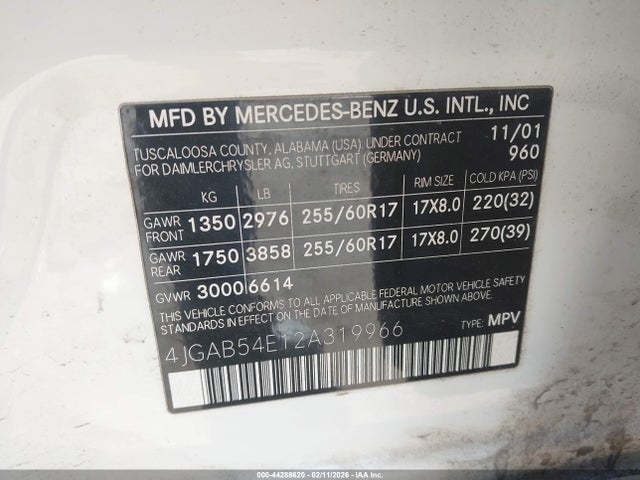 MFD BY MERCEDES-BENZ U.S. INTL., INC
TUSCALOOSA COUNTY, ALABAMA (USA). UNDER CONTRACT 11/01
FOR DAIMLERCHRYSLER AG, STUTTGART (GERMANY) 960
KG LB TIRES RIM SIZE COLD KPA (PSI)
GAWR FRONT 1350 2976 255/60R17 17X8.0 220(32)
GAWR REAR 1750 3858 255/60R17 17X8.0 270(39)
GVWR 3000 6614
THIS VEHICLE CONFORMS TO ALL APPLICABLE FEDERAL MOTOR VEHICLE SAFETY
STANDARDS IN EFFECT ON THE DATE OF MANUFACTURE SHOWN ABOVE.
4JGAB54E12A319966 TYPE: MPV
000-44288620 - 02/11/2026 - IAAI.COM